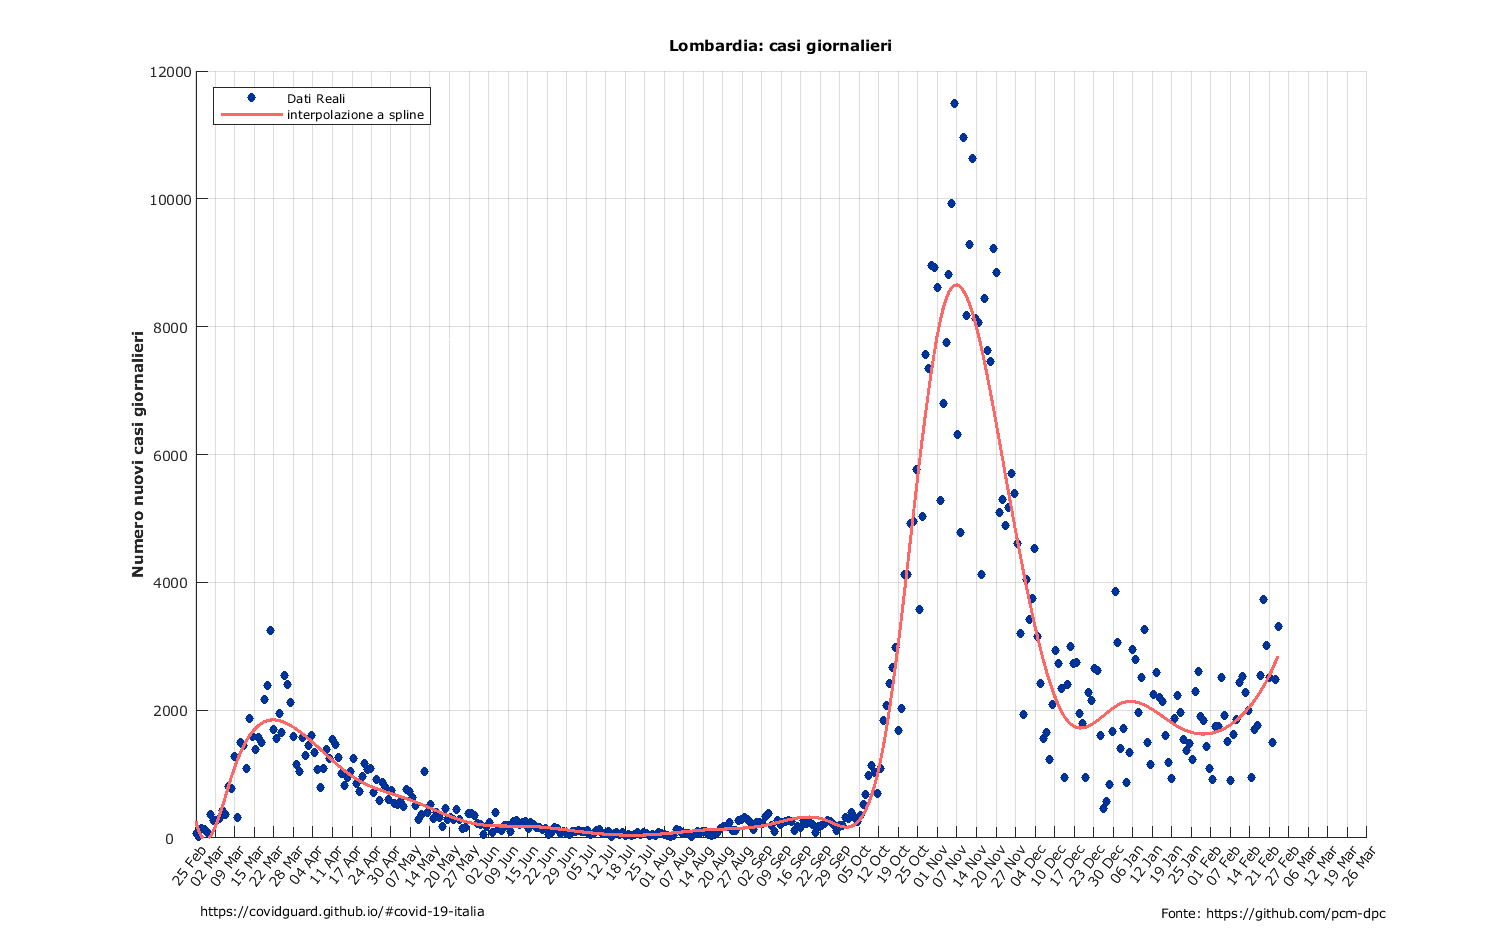 Lombardia: casi giornalieri
12000
Dati Reali
interpolazione a spline
10000
8000
6000
4000
2000
0
Numero nuovi casi giornalieri
25 Feb
02 Mar
09 Mar
15 Mar
22 Mar
28 Mar
04 Apr
11 Apr
17 Apr
24 Apr
30 Apr
07 May
14 May
20 May
27 May
02 Jun
09 Jun
15 Jun
22 Jun
29 Jun
05 Jul
12 Jul
18 Jul
25 Jul
01 Aug
07 Aug
14 Aug
20 Aug
27 Aug
02 Sep
09 Sep
16 Sep
22 Sep
29 Sep
05 Oct
12 Oct
19 Oct
25 Oct
01 Nov
07 Nov
14 Nov
20 Nov
27 Nov
04 Dec
10 Dec
17 Dec
23 Dec
30 Dec
06 Jan
12 Jan
19 Jan
25 Jan
01 Feb
07 Feb
14 Feb
21 Feb
27 Feb
06 Mar
12 Mar
19 Mar
26 Mar
https://covidguard.github.io/#covid-19-italia
Fonte: https://github.com/pcm-dpc